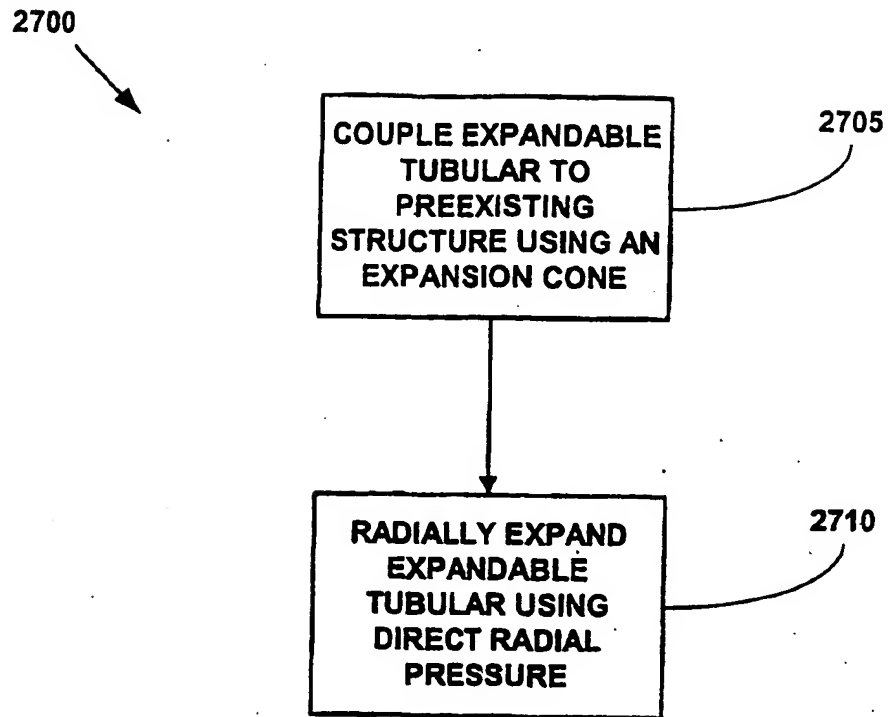 2700
COUPLE EXPANDABLE
TUBULAR TO
PREEXISTING
STRUCTURE USING AN
EXPANSION CONE
2705
RADIALLY EXPAND
EXPANDABLE
TUBULAR USING
DIRECT RADIAL
PRESSURE
2710